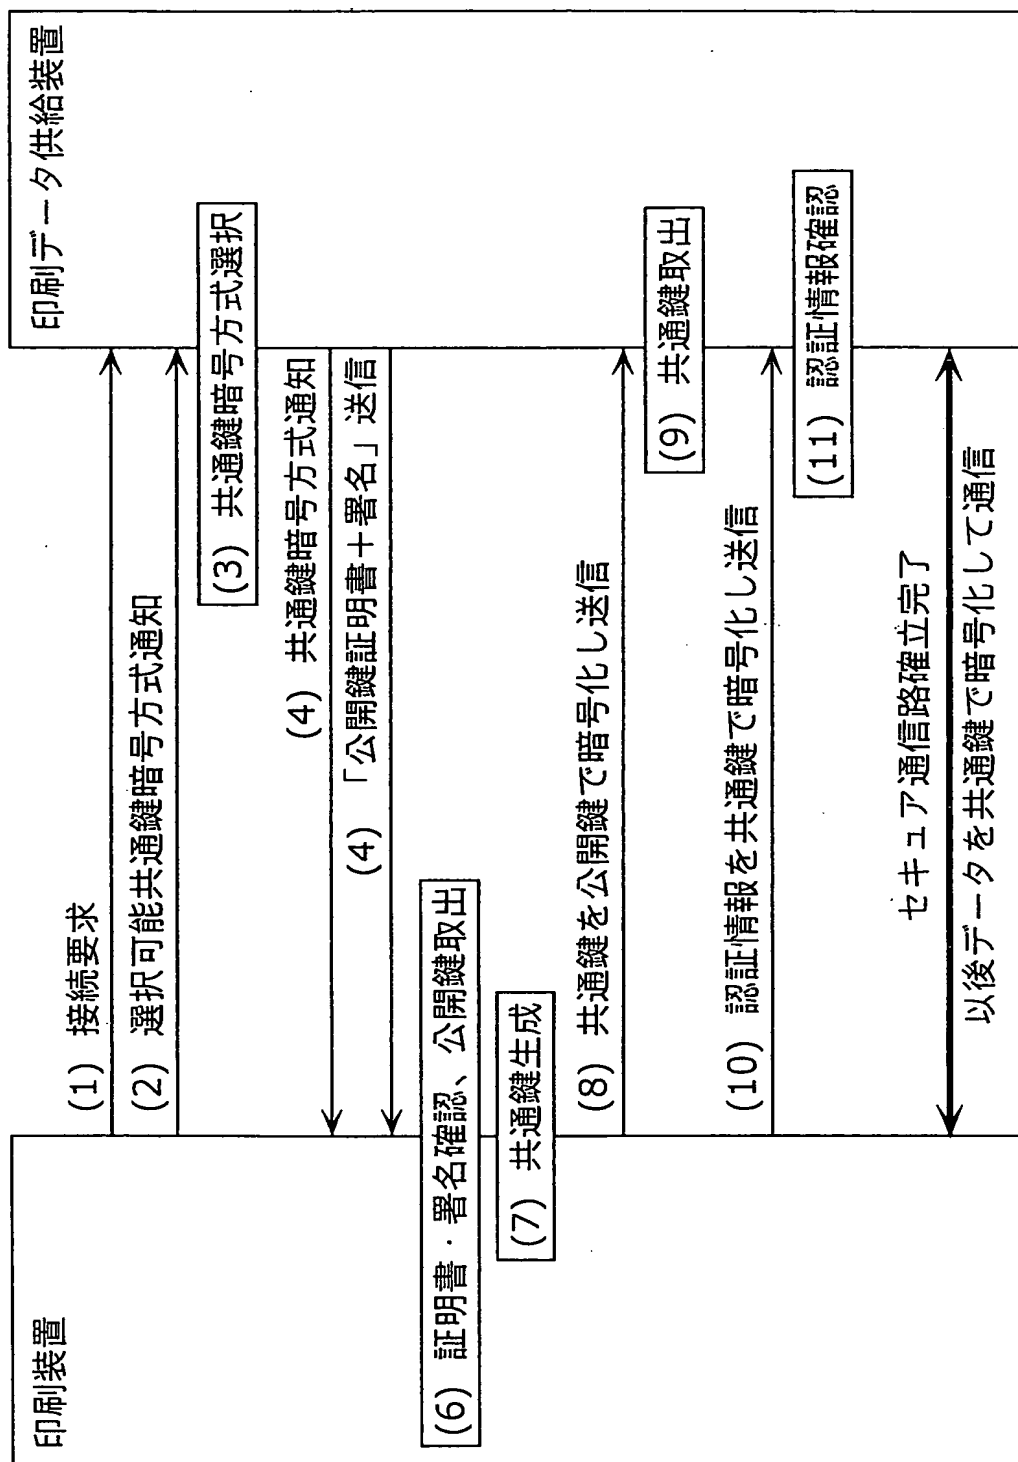 印刷装置
印刷データ供給装置
(1) 接続要求
(2) 選択可能共通鍵暗号方式通知
(3) 共通鍵暗号方式選択
(4) 共通鍵暗号方式通知
(4) 「公開鍵証明書＋署名」送信
(6) 証明書・署名確認、公開鍵取出
(7) 共通鍵生成
(8) 共通鍵を公開鍵で暗号化し送信
(9) 共通鍵取出
(10) 認証情報を共通鍵で暗号化し送信
(11) 認証情報確認
セキュア通信路確立完了
以後データを共通鍵で暗号化して通信